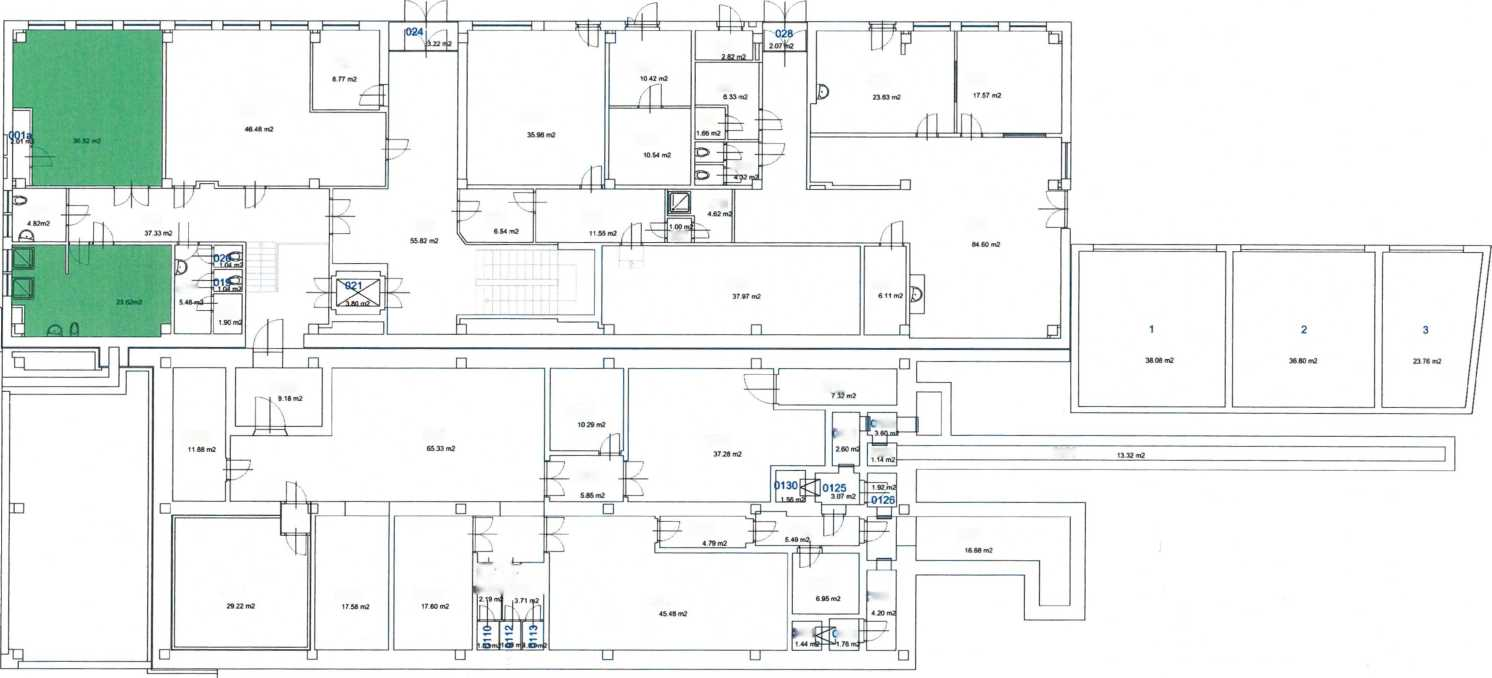 024
3.22 m2
028
2.07 m2
2.82 m2
8.77 m2
10.42 m2
8.33 m2
23.63 m2
17.57 m2
46.48 m2
35.98 m2
1.66 m2
001a
2.01 m2
36.52 m2
10.54 m2
4.32 m2
4.82m2
37.33 m2
55.82 m2
6.54 m2
11.55 m2
4.62 m2
1.00 m2
84.60 m2
020
1.04 m2
019
1.04 m2
021
3.80 m2
23.62m2
5.48 m2
1.90 m2
37.97 m2
6.11 m2
1
2
3
38.08 m2
36.80 m2
23.76 m2
9.18 m2
7.32 m2
10.29 m2
3.60 m2
11.88 m2
65.33 m2
37.28 m2
2.60 m2
1.14 m2
13.32 m2
5.85 m2
0130
1.56 m2
0125
3.07 m2
1.92 m2
0126
4.79 m2
5.49 m2
16.68 m2
29.22 m2
17.58 m2
17.60 m2
2.19 m2
3.71 m2
45.48 m2
6.95 m2
4.20 m2
0110
0112
0113
1.44 m2
1.76 m2